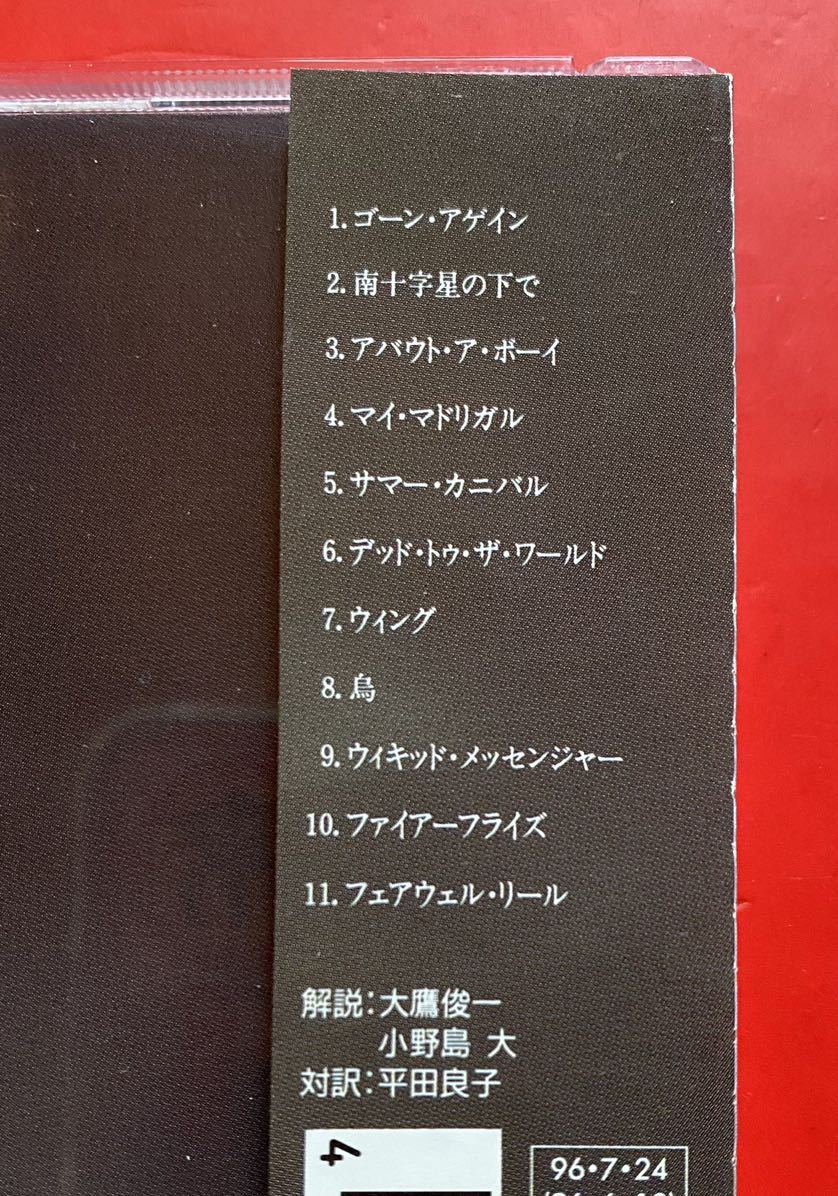 1.ゴーン・アゲイン
2.南十字星の下で
3.アバウト・ア・ボーイ
4.マイ・マドリガル
5.サマー・カニバル
6.デッド・トゥ・ザ・ワールド
7.ウィング
8.烏
9.ウィキッド・メッセンジャー
10.ファイアーフライズ
11.フェアウェル・リール
解説:大鷹俊一
小野島 大
対訳:平田良子
4
96・7・24